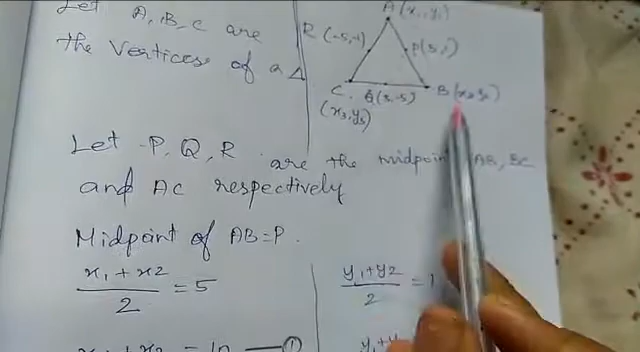 Let A, B, C are
the vertices of a Δ
A (x₁, y₁)
R (-5,-1)
P(5,1)
C
Q(3,-5)
B (x₂, y₂)
(x₃, y₃)
Let P, Q, R are the midpoin AB, BC
and AC respectively
Midpoint of AB = P.
x₁ + x2 / 2 = 5
y₁ + y2 / 2 = 1
x₁ + x₂ = 10 — ①